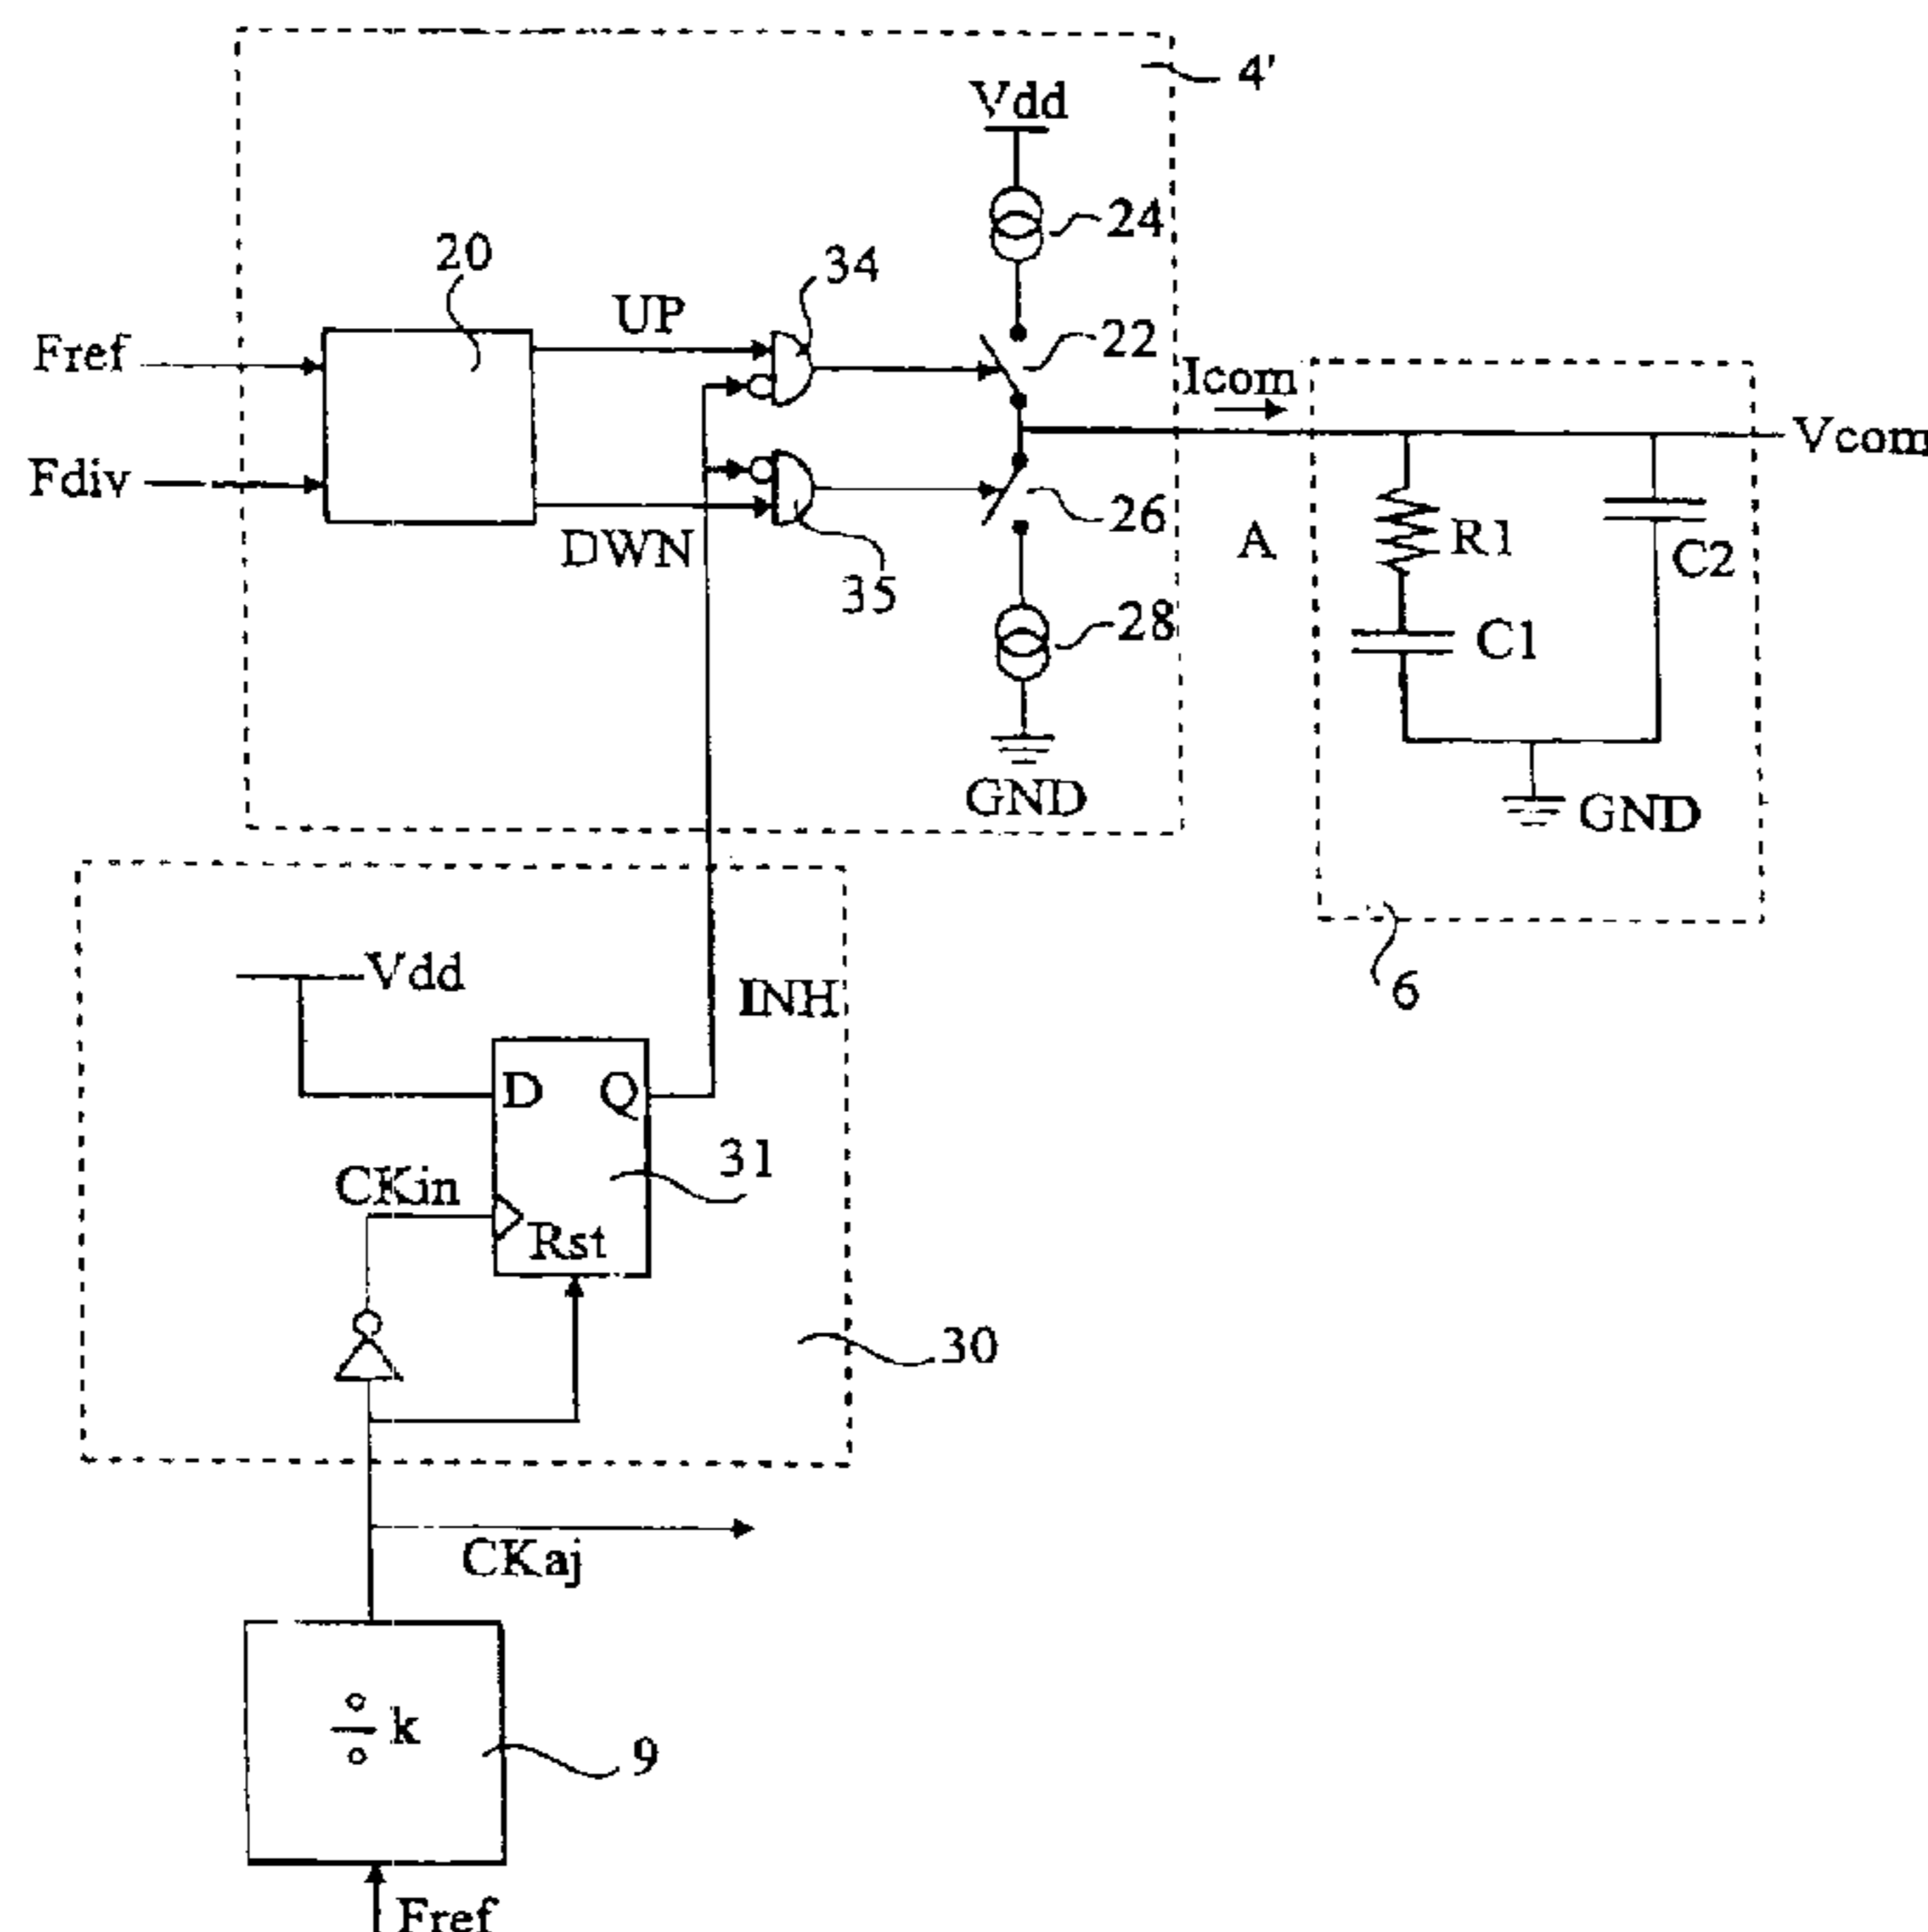 4'
Vdd
24
20
34
UP
22
Fref
Icom
Vcom
Fdiv
26
A
R1
C2
DWN
35
28
C1
GND
GND
Vdd
INH
6
D
Q
31
CKin
Rst
30
CKaj
k
9
Fref